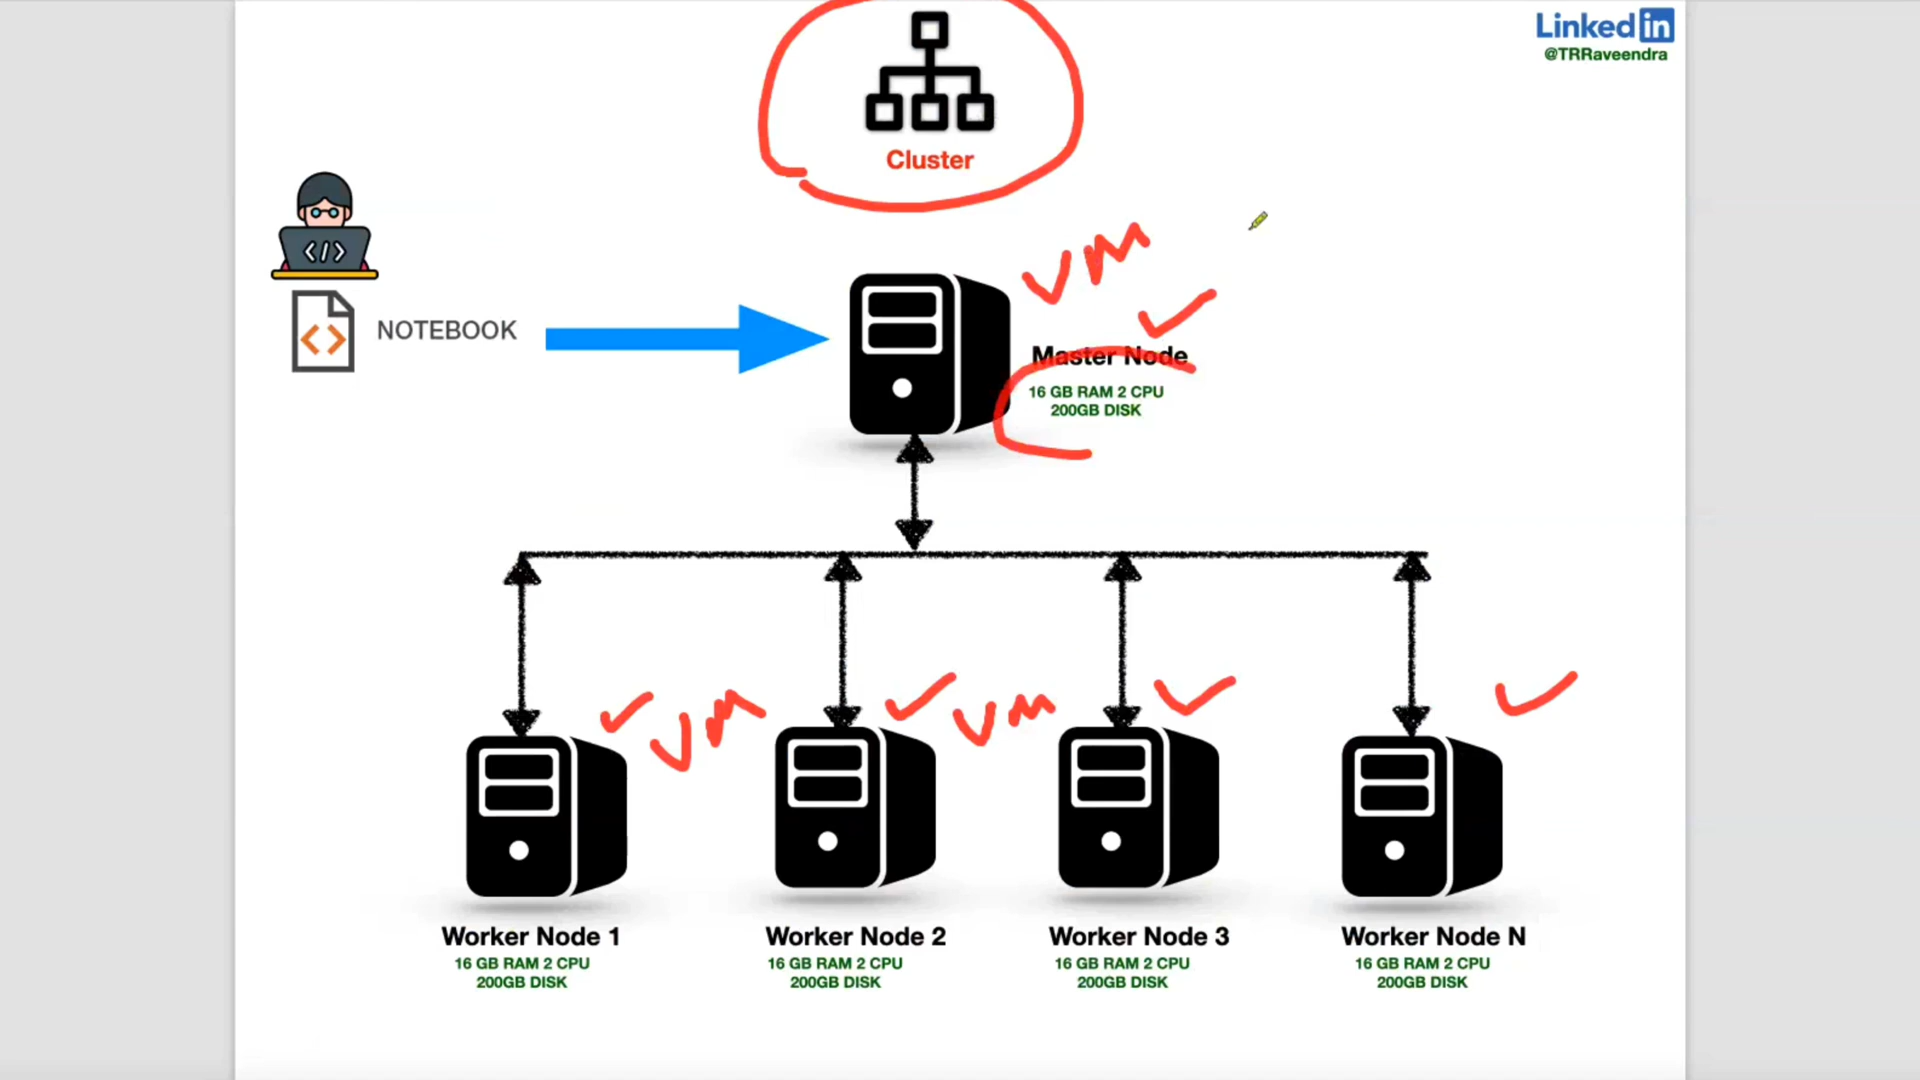 Linked in
@TRRaveendra
Cluster
</>
NOTEBOOK
VM
Master Node
16 GB RAM 2 CPU
200GB DISK
VM
VM
Worker Node 1
16 GB RAM 2 CPU
200GB DISK
Worker Node 2
16 GB RAM 2 CPU
200GB DISK
Worker Node 3
16 GB RAM 2 CPU
200GB DISK
Worker Node N
16 GB RAM 2 CPU
200GB DISK